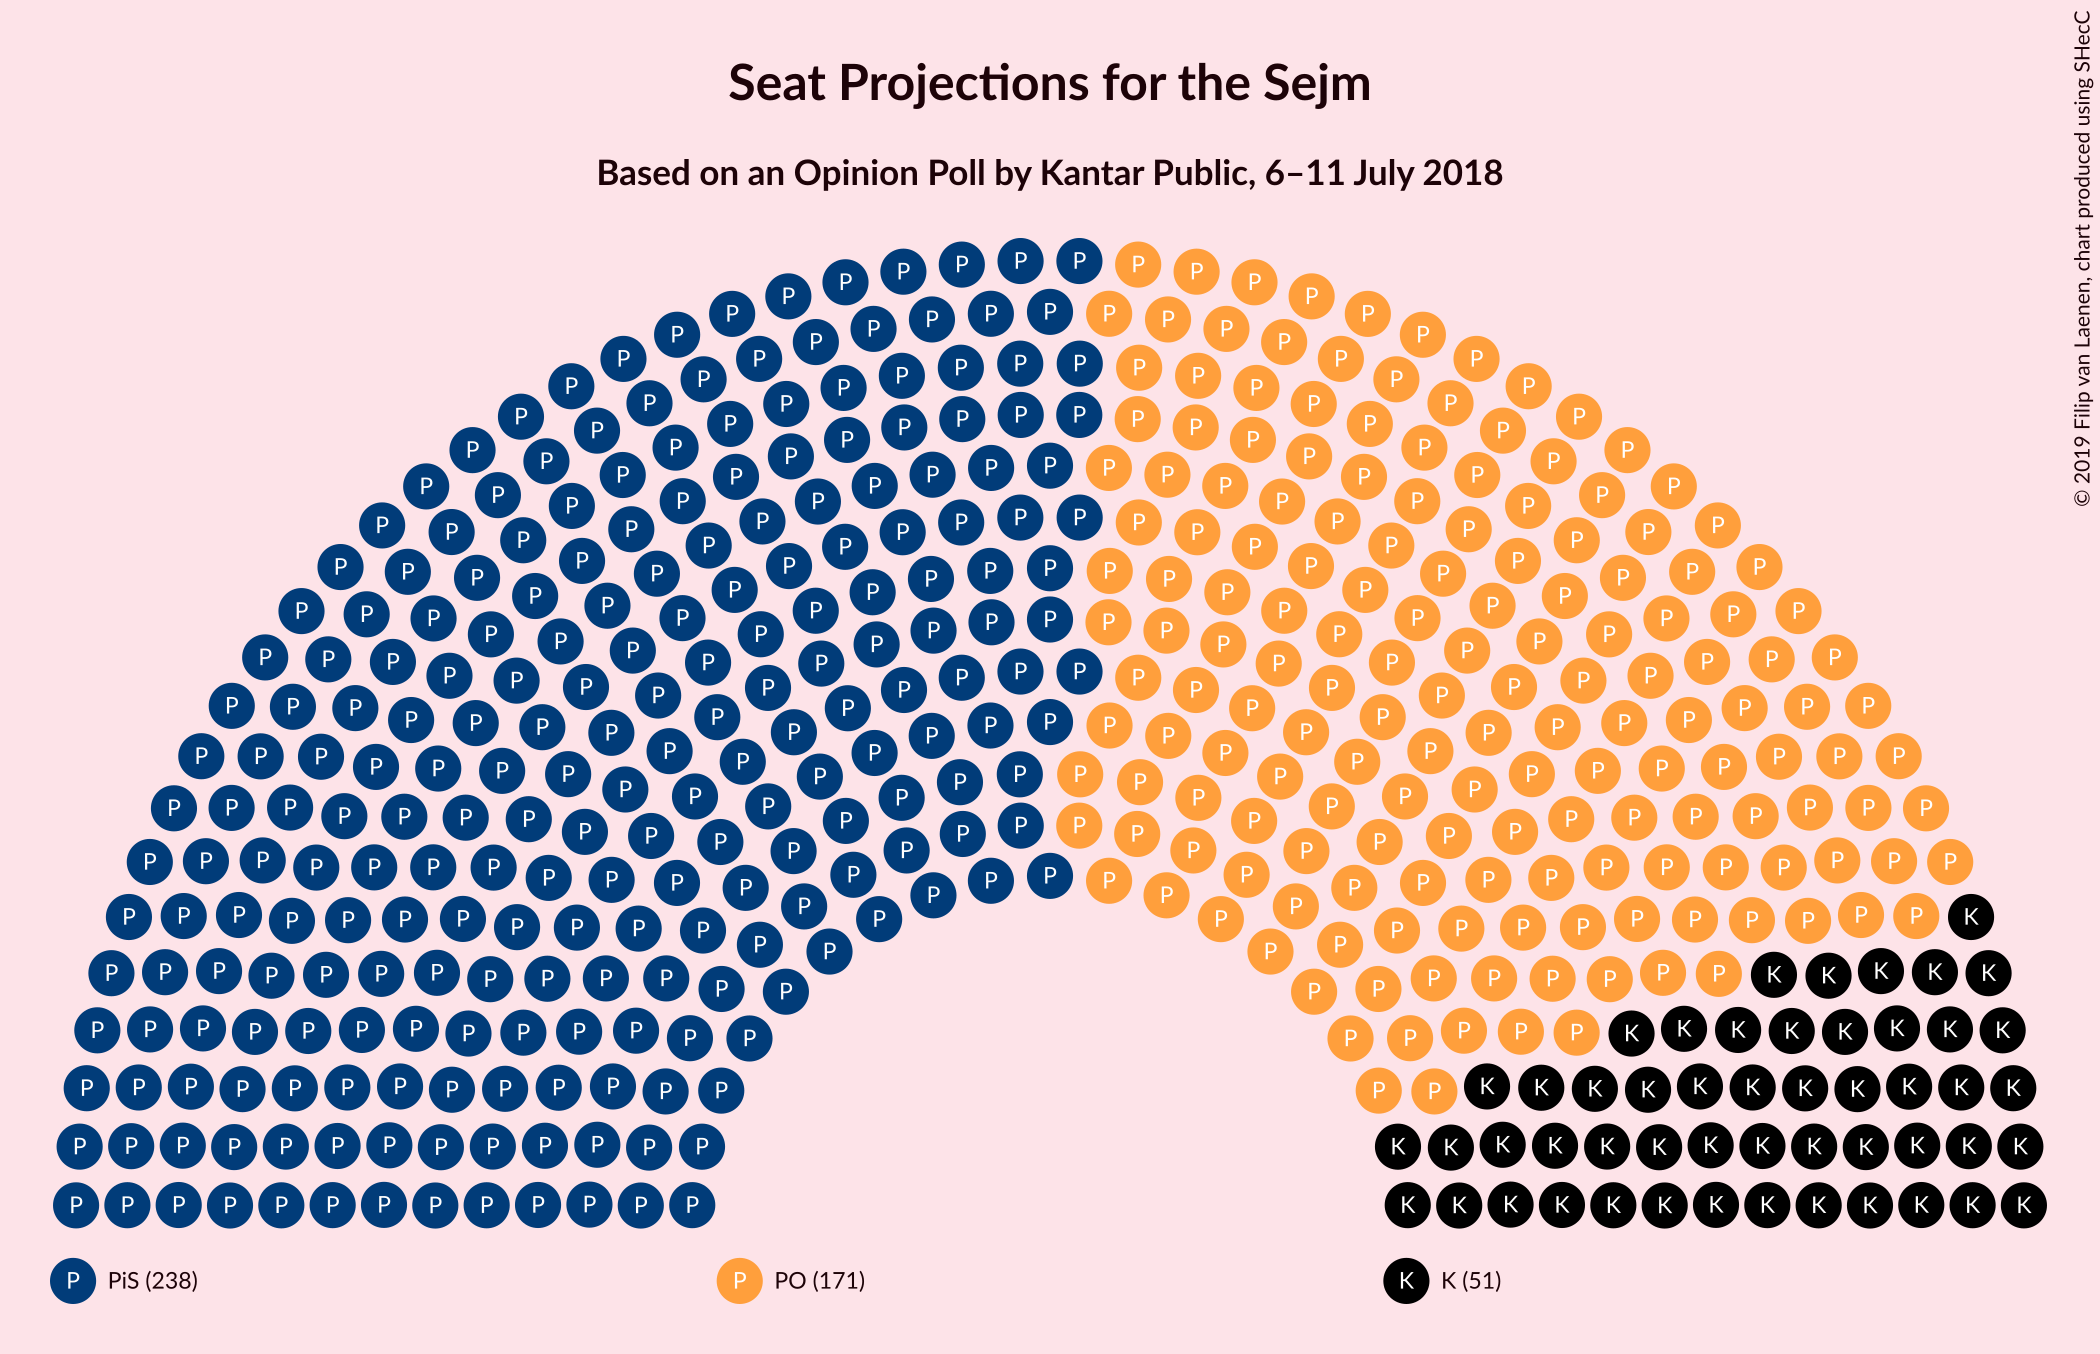 Seat Projections for the Sejm
Based on an Opinion Poll by Kantar Public, 6–11 July 2018
© 2019 Filip van Laenen, chart produced using SHecC
P PiS (238)
P PO (171)
K K (51)